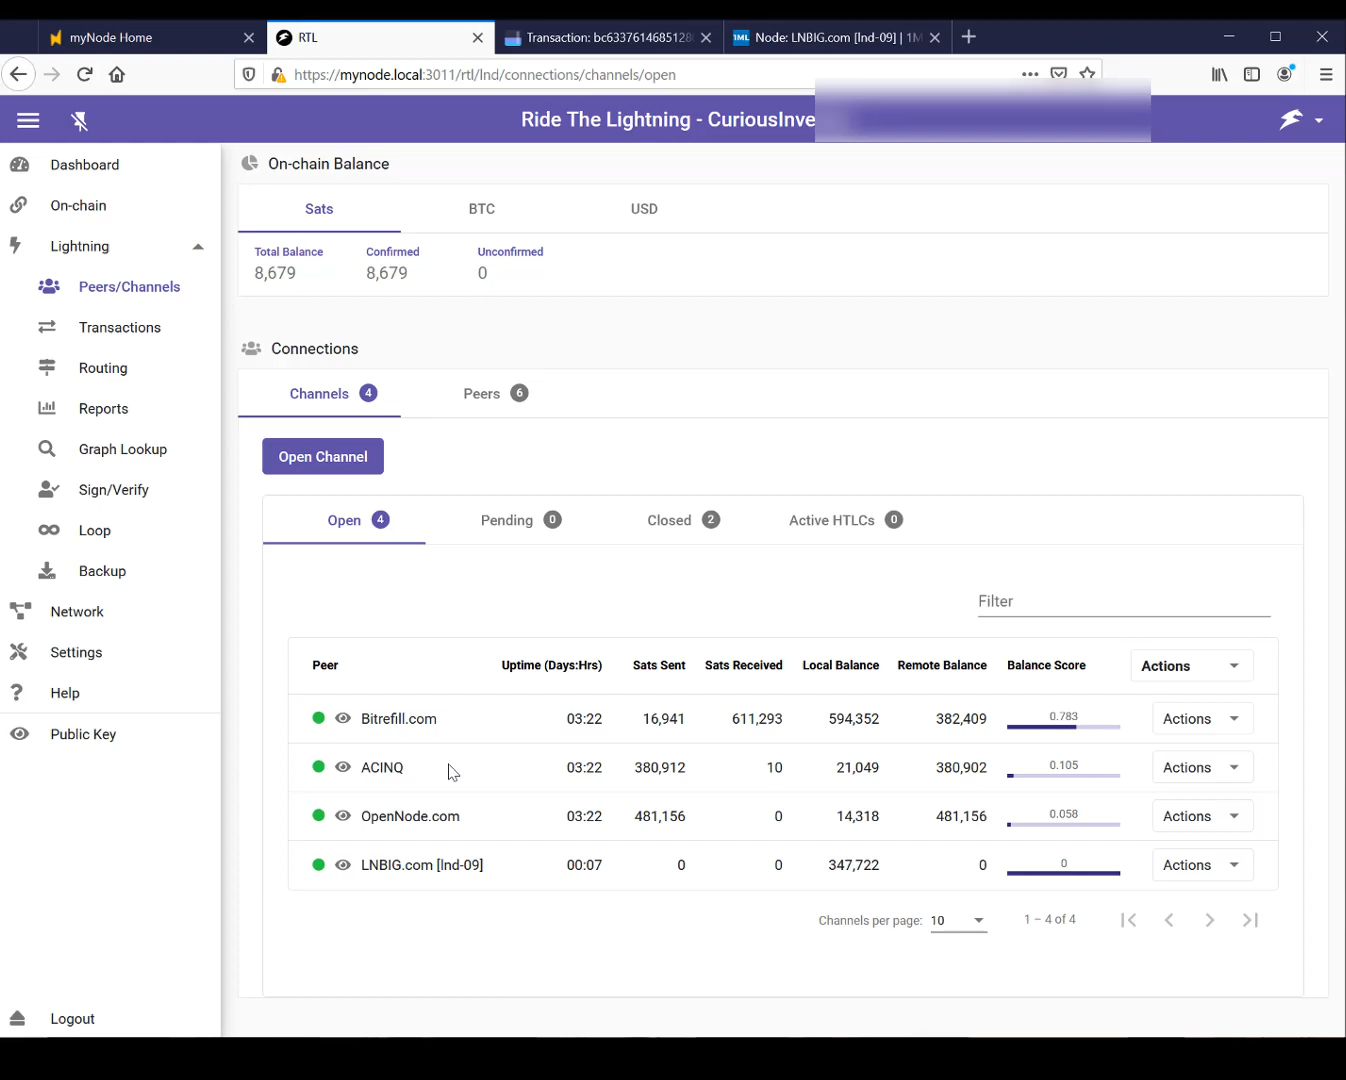 myNode Home
RTL
Transaction: bc6337614685128
1ML Node: LNBIG.com [lnd-09] | 1M
https://mynode.local:3011/rtl/lnd/connections/channels/open
Ride The Lightning - CuriousInve
Dashboard
On-chain
Lightning
Peers/Channels
Transactions
Routing
Reports
Graph Lookup
Sign/Verify
Loop
Backup
Network
Settings
Help
Public Key
Logout
On-chain Balance
Sats BTC USD
Total Balance Confirmed Unconfirmed
8,679 8,679 0
Connections
Channels 4 Peers 6
Open Channel
Open 4 Pending 0 Closed 2 Active HTLCs 0
Filter
Peer Uptime (Days:Hrs) Sats Sent Sats Received Local Balance Remote Balance Balance Score Actions
Bitrefill.com 03:22 16,941 611,293 594,352 382,409 0.783 Actions
ACINQ 03:22 380,912 10 21,049 380,902 0.105 Actions
OpenNode.com 03:22 481,156 0 14,318 481,156 0.058 Actions
LNBIG.com [lnd-09] 00:07 0 0 347,722 0 0 Actions
Channels per page: 10 1 – 4 of 4